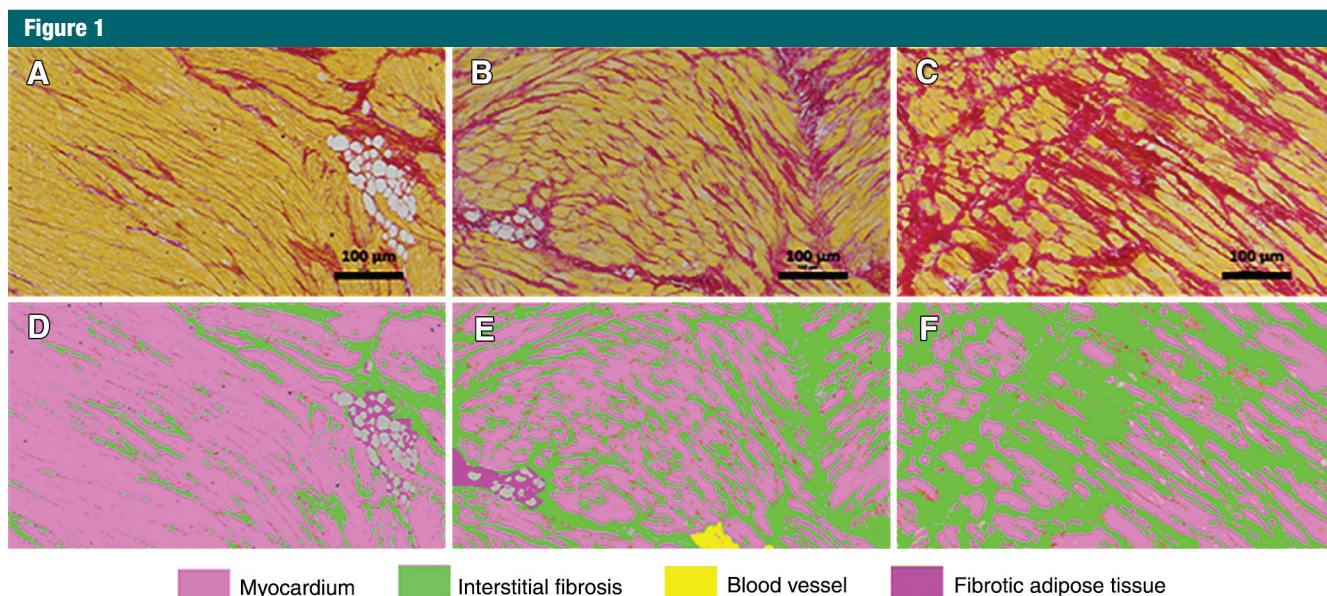 Figure 1
A
B
C
100 μm
100 μm
100 μm
D
E
F
Myocardium
Interstitial fibrosis
Blood vessel
Fibrotic adipose tissue